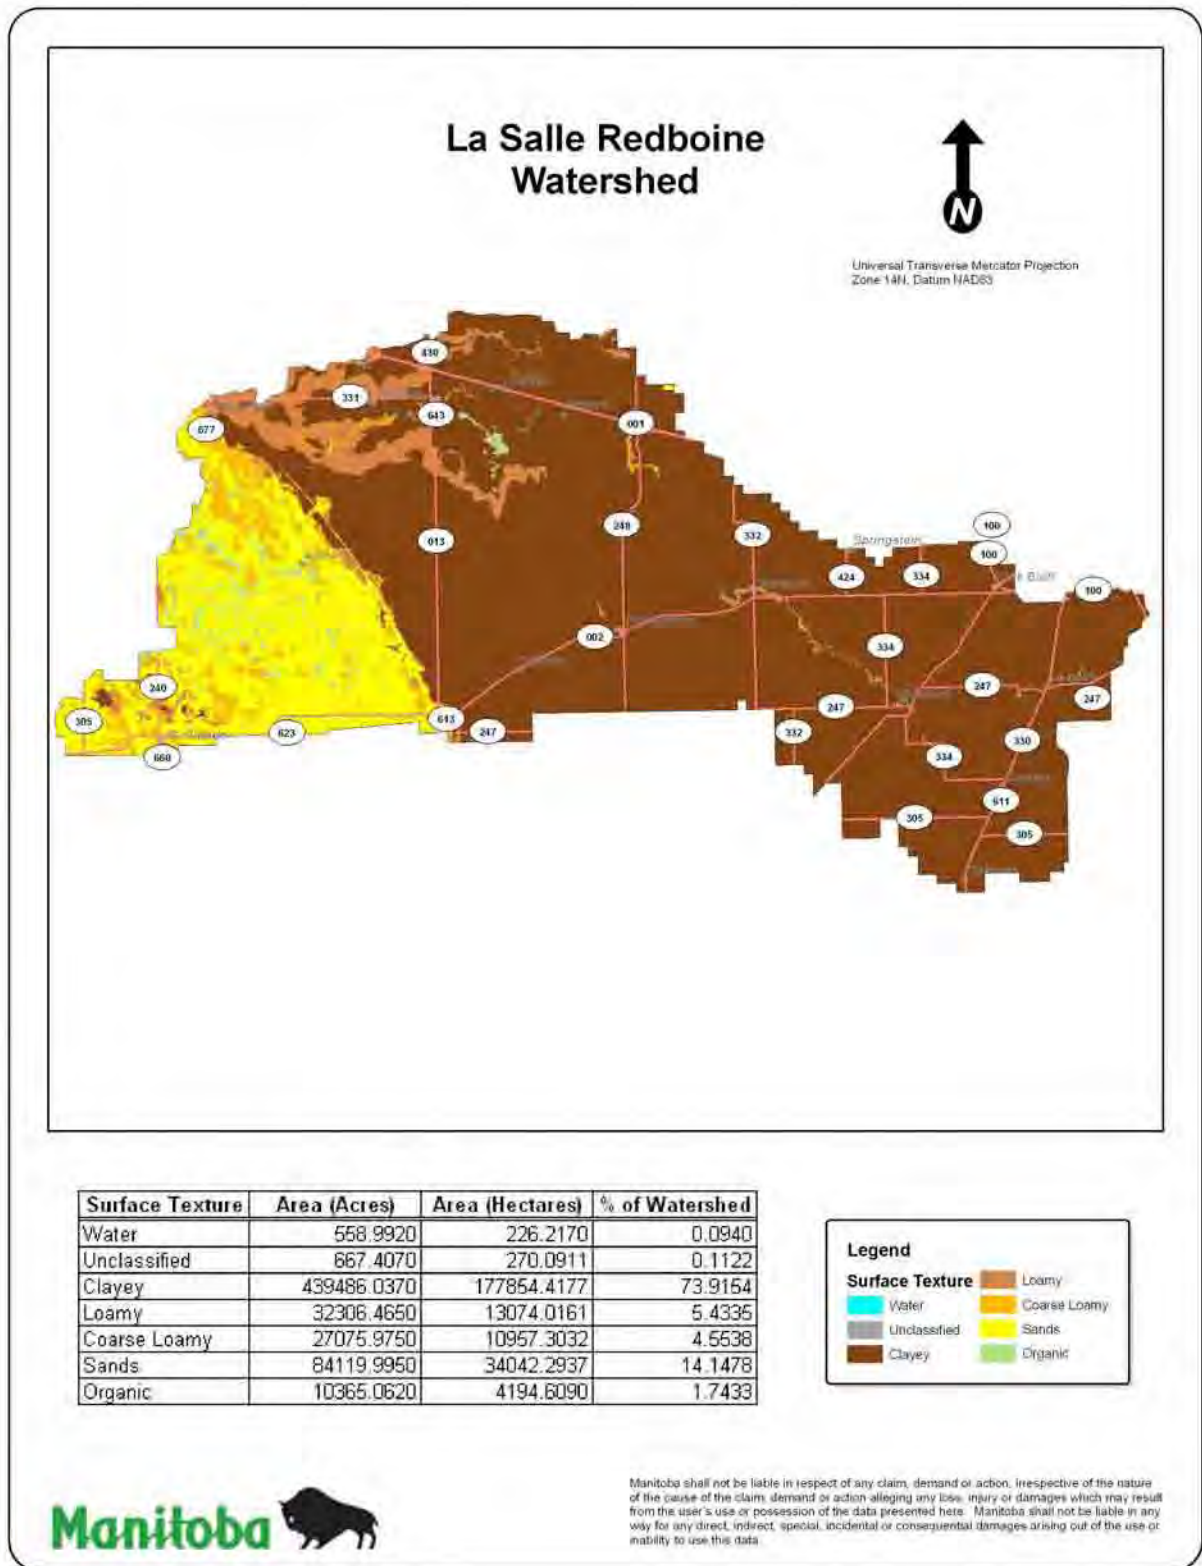 La Salle Redboine
Watershed
N
Universal Transverse Mercator Projection
Zone 14N, Datum NAD83
430
331
643
677
001
248
332
013
Springstein
100
100
424
334
100
002
334
240
247
247
305
613
247
623
332
330
660
334
611
305
305
Surface Texture Area (Acres) Area (Hectares) % of Watershed
Water 558.9920 226.2170 0.0940
Unclassified 667.4070 270.0911 0.1122
Clayey 439486.0370 177854.4177 73.9154
Loamy 32306.4650 13074.0161 5.4335
Coarse Loamy 27075.9750 10957.3032 4.5538
Sands 84119.9950 34042.2937 14.1478
Organic 10365.0620 4194.6090 1.7433
Legend
Surface Texture
Water
Unclassified
Clayey
Loamy
Coarse Loamy
Sands
Organic
Manitoba
Manitoba shall not be liable in respect of any claim, demand or action, irrespective of the nature
of the cause of the claim, demand or action alleging any loss, injury or damages which may result
from the user's use or possession of the data presented here. Manitoba shall not be liable in any
way for any direct, indirect, special, incidental or consequential damages arising out of the use or
inability to use this data.